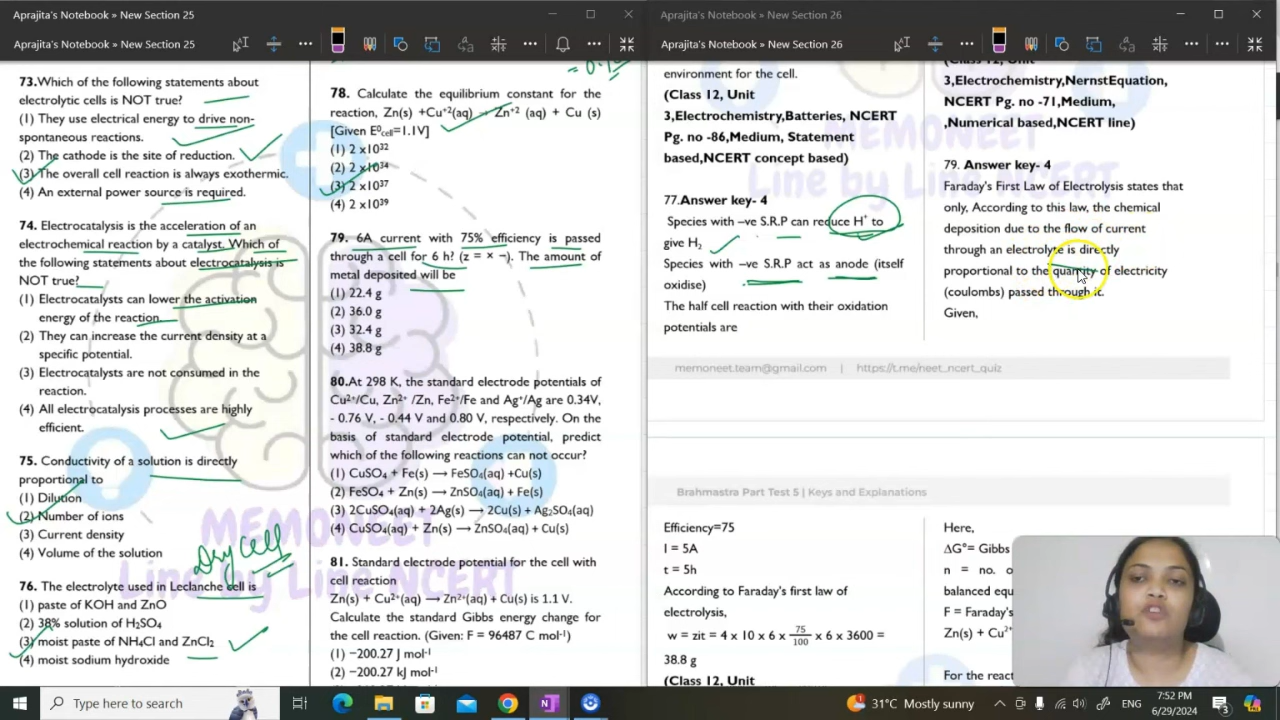 Aprajita's Notebook » New Section 25
Aprajita's Notebook » New Section 26
Aprajita's Notebook » New Section 25
Aprajita's Notebook » New Section 26
73.Which of the following statements about
electrolytic cells is NOT true?
(1) They use electrical energy to drive non-
spontaneous reactions.
(2) The cathode is the site of reduction.
(3) The overall cell reaction is always exothermic.
(4) An external power source is required.
74. Electrocatalysis is the acceleration of an
electrochemical reaction by a catalyst. Which of
the following statements about electrocatalysis is
NOT true?
(1) Electrocatalysts can lower the activation
energy of the reaction.
(2) They can increase the current density at a
specific potential.
(3) Electrocatalysts are not consumed in the
reaction.
(4) All electrocatalysis processes are highly
efficient.
75. Conductivity of a solution is directly
proportional to
(1) Dilution
(2) Number of ions
(3) Current density
(4) Volume of the solution
Dry cell
76. The electrolyte used in Leclanche cell is
(1) paste of KOH and ZnO
(2) 38% solution of H₂SO₄
(3) moist paste of NH₄Cl and ZnCl₂
(4) moist sodium hydroxide
78. Calculate the equilibrium constant for the
reaction, Zn(s) +Cu⁺²(aq) → Zn⁺² (aq) + Cu (s)
[Given E⁰cell=1.1V]
(1) 2 x10³²
(2) 2 x10³⁴
(3) 2 x10³⁷
(4) 2 x10³⁹
79. 6A current with 75% efficiency is passed
through a cell for 6 h? (z = × −). The amount of
metal deposited will be
(1) 22.4 g
(2) 36.0 g
(3) 32.4 g
(4) 38.8 g
80.At 298 K, the standard electrode potentials of
Cu²⁺/Cu, Zn²⁺ /Zn, Fe²⁺/Fe and Ag⁺/Ag are 0.34V,
- 0.76 V, - 0.44 V and 0.80 V, respectively. On the
basis of standard electrode potential, predict
which of the following reactions can not occur?
(1) CuSO₄ + Fe(s) → FeSO₄(aq) +Cu(s)
(2) FeSO₄ + Zn(s) → ZnSO₄(aq) + Fe(s)
(3) 2CuSO₄(aq) + 2Ag(s) → 2Cu(s) + Ag₂SO₄(aq)
(4) CuSO₄(aq) + Zn(s) → ZnSO₄(aq) + Cu(s)
81. Standard electrode potential for the cell with
cell reaction
Zn(s) + Cu²⁺(aq) → Zn²⁺(aq) + Cu(s) is 1.1 V.
Calculate the standard Gibbs energy change for
the cell reaction. (Given: F = 96487 C mol⁻¹)
(1) −200.27 J mol⁻¹
(2) −200.27 kJ mol⁻¹
MEMONEET
Line by Line NCERT
environment for the cell.
(Class 12, Unit
3,Electrochemistry,Batteries, NCERT
Pg. no -86,Medium, Statement
based,NCERT concept based)
77.Answer key- 4
Species with –ve S.R.P can reduce H⁺ to
give H₂
Species with –ve S.R.P act as anode (itself
oxidise)
The half cell reaction with their oxidation
potentials are
(Class 12, Unit
3,Electrochemistry,NernstEquation,
NCERT Pg. no -71,Medium,
,Numerical based,NCERT line)
79. Answer key- 4
Faraday's First Law of Electrolysis states that
only, According to this law, the chemical
deposition due to the flow of current
through an electrolyte is directly
proportional to the quantity of electricity
(coulombs) passed through it.
Given,
MEMONEET
Line by Line NCERT
memoneet.team@gmail.com | https://t.me/neet_ncert_quiz
Brahmastra Part Test 5 | Keys and Explanations
Efficiency=75
I = 5A
t = 5h
According to Faraday's first law of
electrolysis,
w = zit = 4 x 10 x 6 x 75/100 x 6 x 3600 =
38.8 g
(Class 12, Unit
Here,
ΔG°= Gibbs
n = no. o
balanced equ
F = Faraday's
Zn(s) + Cu²⁺
For the react
Type here to search
31°C Mostly sunny
ENG
7:52 PM
6/29/2024
3